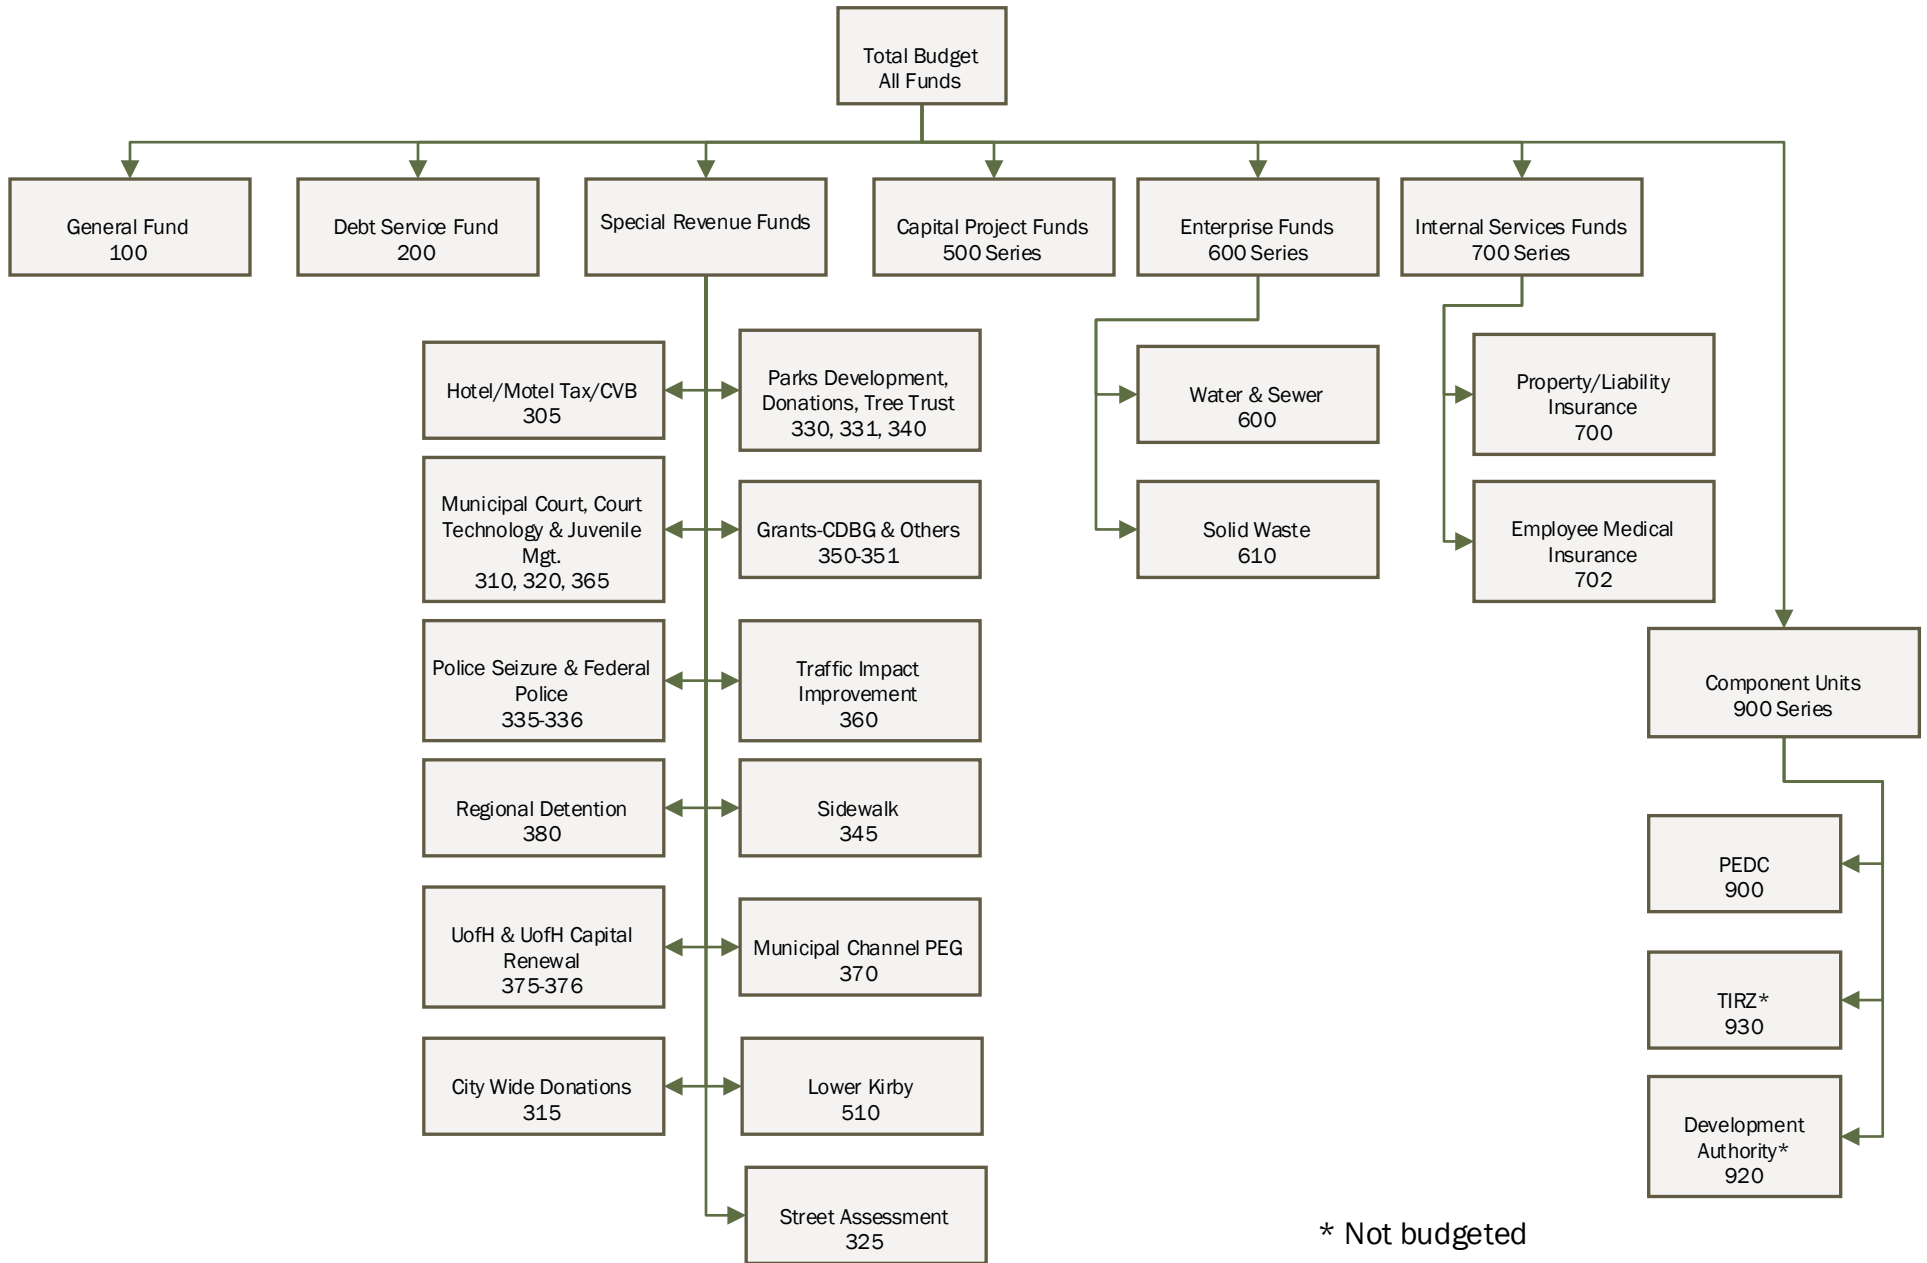 Total Budget
All Funds
General Fund
100
Debt Service Fund
200
Special Revenue Funds
Capital Project Funds
500 Series
Enterprise Funds
600 Series
Internal Services Funds
700 Series
Hotel/Motel Tax/CVB
305
Parks Development,
Donations, Tree Trust
330, 331, 340
Municipal Court, Court
Technology & Juvenile
Mgt.
310, 320, 365
Grants-CDBG & Others
350-351
Police Seizure & Federal
Police
335-336
Traffic Impact
Improvement
360
Regional Detention
380
Sidewalk
345
UofH & UofH Capital
Renewal
375-376
Municipal Channel PEG
370
City Wide Donations
315
Lower Kirby
510
Street Assessment
325
Water & Sewer
600
Solid Waste
610
Property/Liability
Insurance
700
Employee Medical
Insurance
702
Component Units
900 Series
PEDC
900
TIRZ*
930
Development
Authority*
920
* Not budgeted